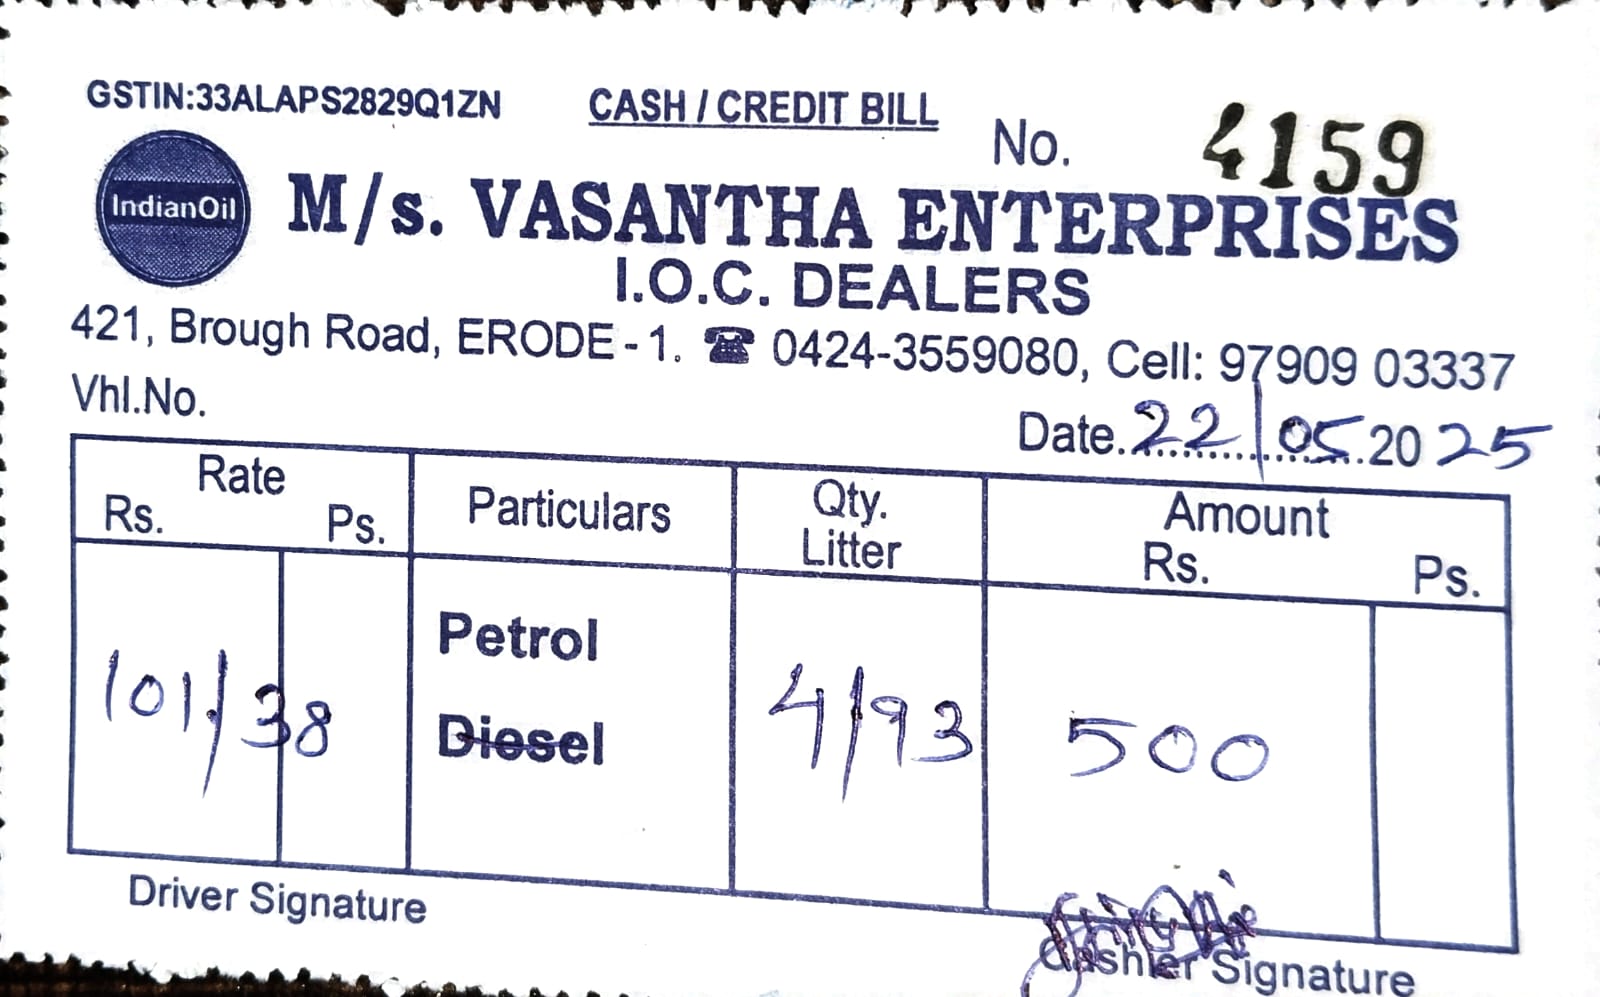 GSTIN:33ALAPS2829Q1ZN CASH / CREDIT BILL
No. 4159
IndianOil M/s. VASANTHA ENTERPRISES
I.O.C. DEALERS
421, Brough Road, ERODE - 1. ☎ 0424-3559080, Cell: 97909 03337
Vhl.No.
Date. 22/05.2025
Rate Particulars Qty. Amount
Rs. Ps. Litter Rs. Ps.
Petrol
101/38 4/93 500
Diesel
Driver Signature
Cashier Signature